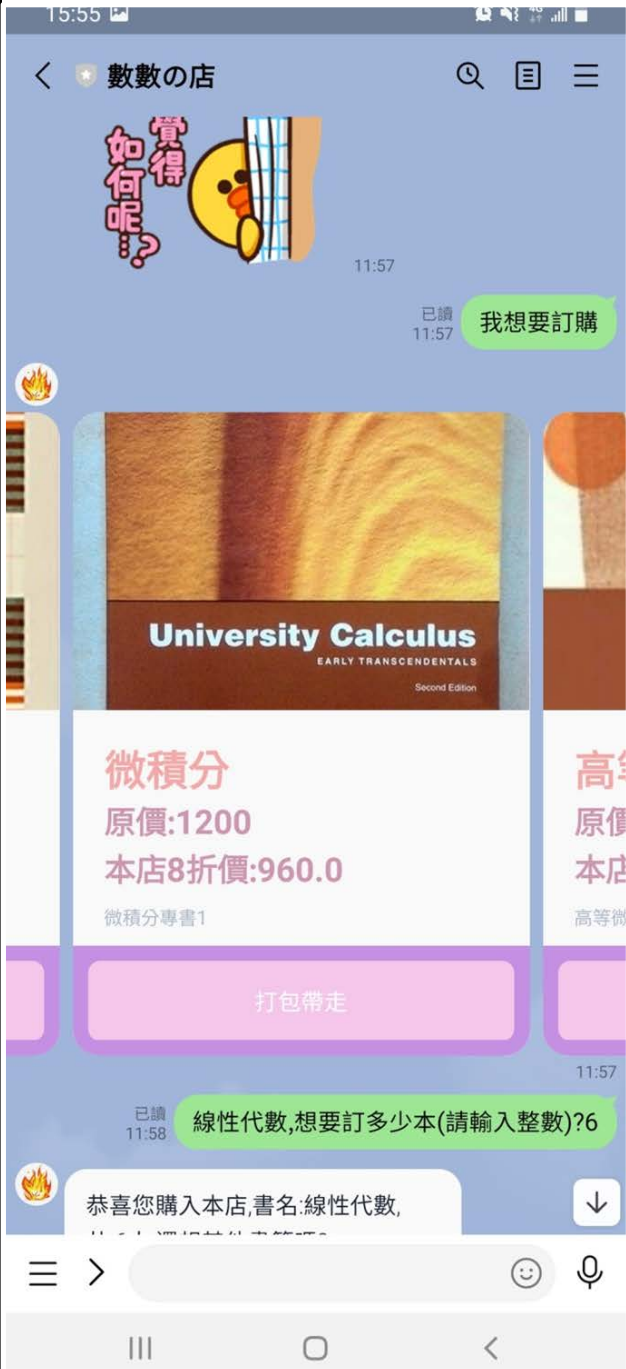 15:55
4G
數數の店
覺得
如何呢…?
11:57
已讀
11:57
我想要訂購
University Calculus
EARLY TRANSCENDENTALS
Second Edition
微積分
原價:1200
本店8折價:960.0
微積分專書1
打包帶走
高
原價
本店
高等微
11:57
已讀
11:58
線性代數,想要訂多少本(請輸入整數)?6
恭喜您購入本店,書名:線性代數,